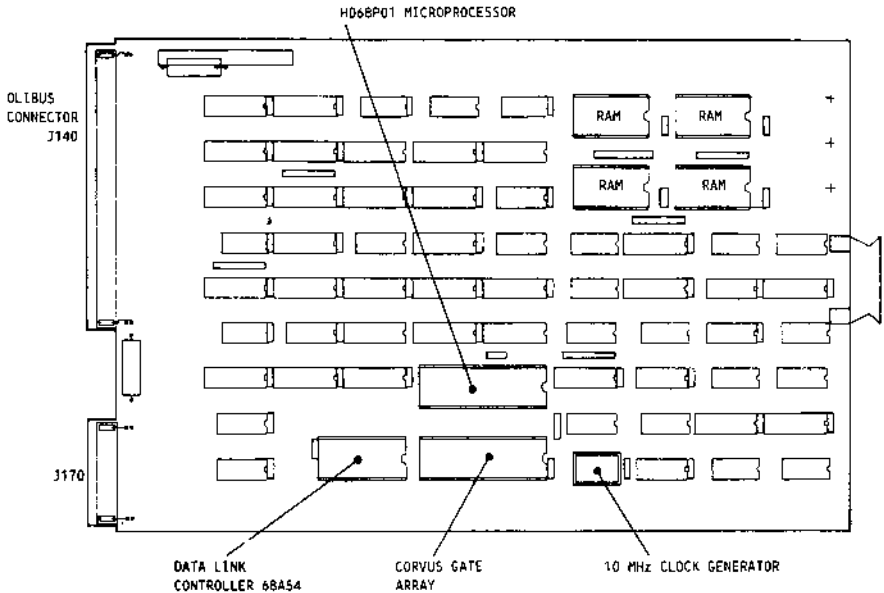 HD68P01 MICROPROCESSOR
OLIBUS
CONNECTOR
J140
RAM
RAM
RAM
RAM
J170
DATA LINK
CONTROLLER 68A54
CORVUS GATE
ARRAY
10 MHz CLOCK GENERATOR